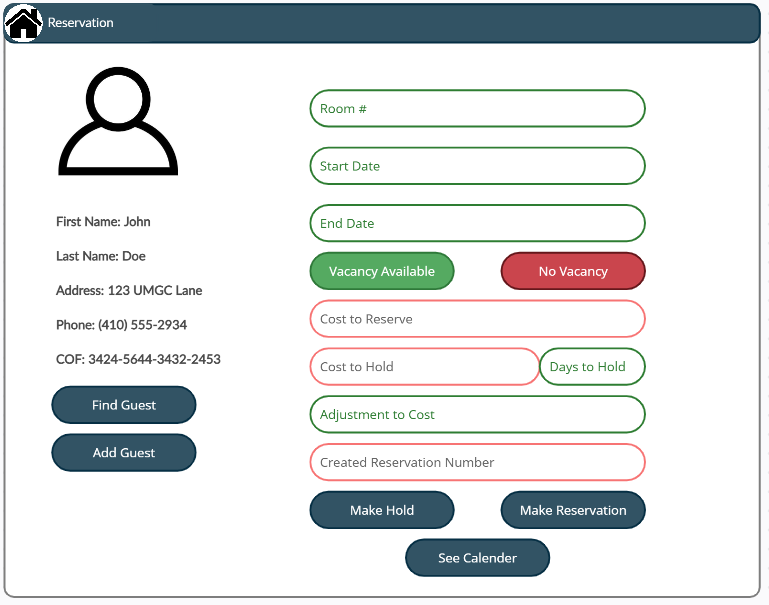 Reservation
First Name: John
Last Name: Doe
Address: 123 UMGC Lane
Phone: (410) 555-2934
COF: 3424-5644-3432-2453
Find Guest
Add Guest
Room #
Start Date
End Date
Vacancy Available
No Vacancy
Cost to Reserve
Cost to Hold
Days to Hold
Adjustment to Cost
Created Reservation Number
Make Hold
Make Reservation
See Calender